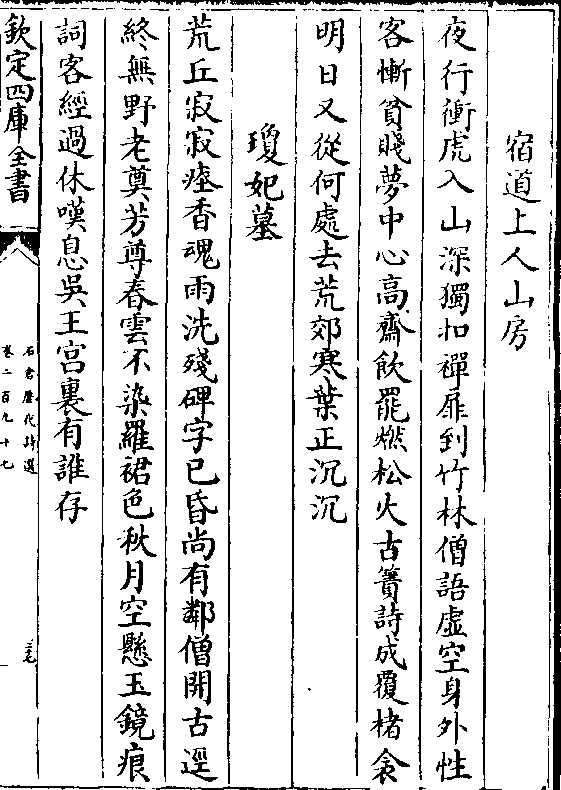 宿道上人山房
夜行衝虎入山深獨扣禪扉到竹林僧語虛空身外性
客慚貧賤夢中心高齋飲罷燃松火古簀詩成覆楮衾
明日又從何處去荒郊寒葉正沉沉
瓊妃墓
荒丘寂寂瘞香魂雨洗殘碑字已昏尚有鄰僧開古逕
終無野老奠芳尊春雲不染羅裙色秋月空懸玉鏡痕
詞客經過休嘆息吳王宮裏有誰存
欽定四庫全書
石倉歴代詩選
卷二百九十七